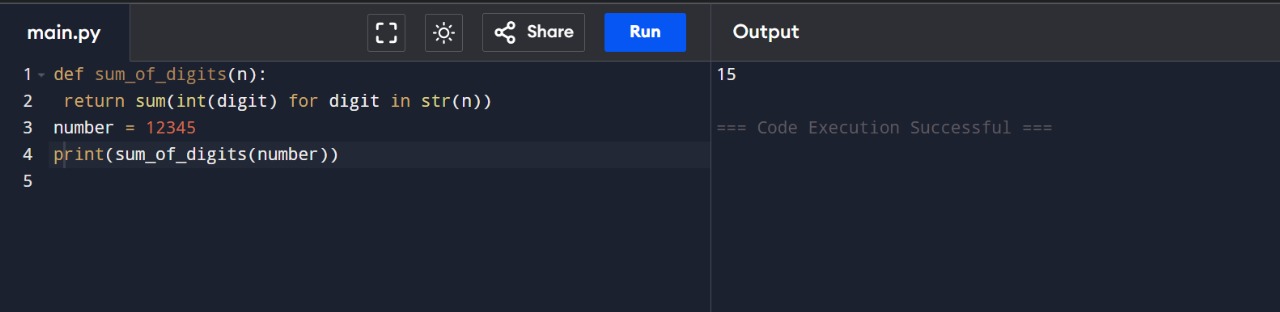 main.py
Share
Run
Output
1 def sum_of_digits(n):
2  return sum(int(digit) for digit in str(n))
3 number = 12345
4 print(sum_of_digits(number))
5
15
=== Code Execution Successful ===